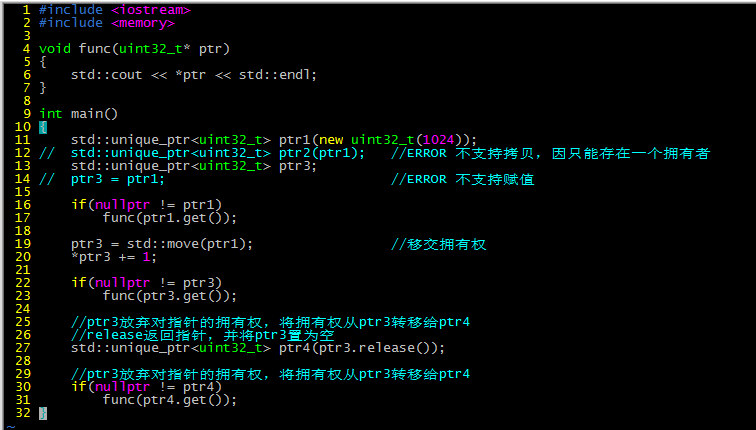 1 #include <iostream>
2 #include <memory>
3
4 void func(uint32_t* ptr)
5 {
6     std::cout << *ptr << std::endl;
7 }
8
9 int main()
10 {
11     std::unique_ptr<uint32_t> ptr1(new uint32_t(1024));
12 //  std::unique_ptr<uint32_t> ptr2(ptr1);   //ERROR 不支持拷贝，因只能存在一个拥有者
13     std::unique_ptr<uint32_t> ptr3;
14 //  ptr3 = ptr1;                            //ERROR 不支持赋值
15
16     if(nullptr != ptr1)
17         func(ptr1.get());
18
19     ptr3 = std::move(ptr1);                 //移交拥有权
20     *ptr3 += 1;
21
22     if(nullptr != ptr3)
23         func(ptr3.get());
24
25     //ptr3放弃对指针的拥有权，将拥有权从ptr3转移给ptr4
26     //release返回指针，并将ptr3置为空
27     std::unique_ptr<uint32_t> ptr4(ptr3.release());
28
29     //ptr3放弃对指针的拥有权，将拥有权从ptr3转移给ptr4
30     if(nullptr != ptr4)
31         func(ptr4.get());
32 }
~